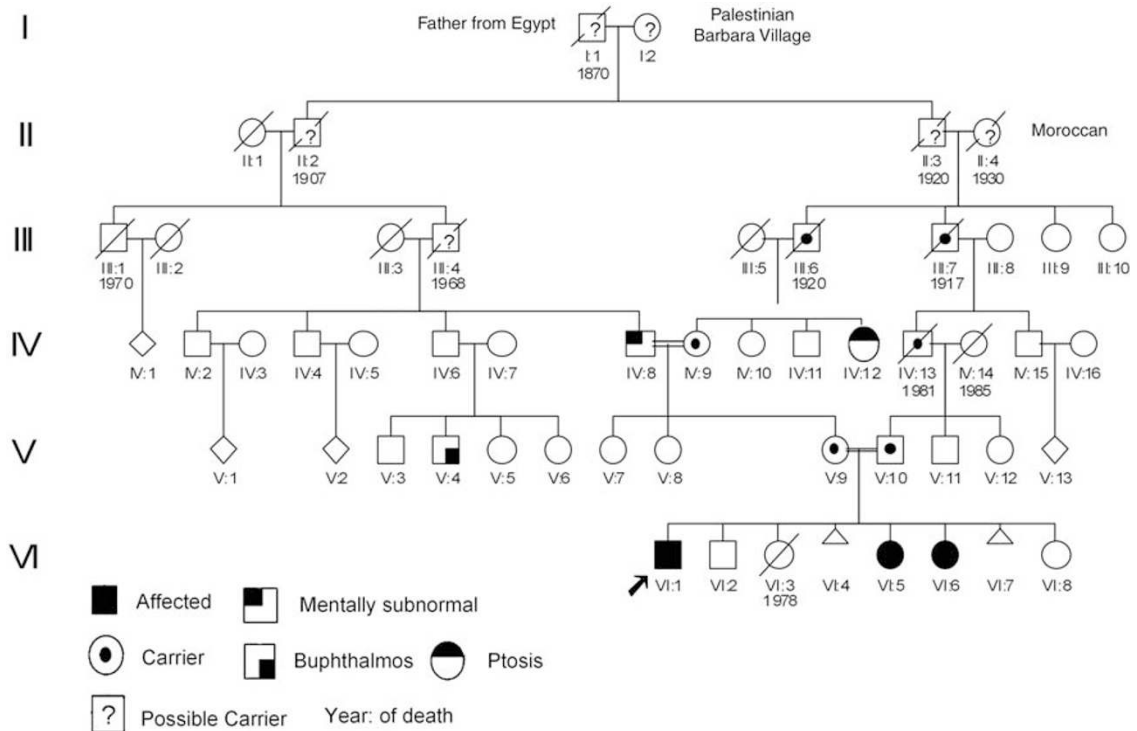 I
Father from Egypt
Palestinian
Barbara Village
?
?
I:1
I:2
1870
II
?
?
?
Moroccan
II:1
II:2
II:3
II:4
1907
1920
1930
III
?
III:1
III:2
III:3
III:4
III:5
III:6
III:7
III:8
III:9
III:10
1970
1968
1920
1917
IV
IV:1
IV:2
IV:3
IV:4
IV:5
IV:6
IV:7
IV:8
IV:9
IV:10
IV:11
IV:12
IV:13
IV:14
IV:15
IV:16
1981
1985
V
V:1
V:2
V:3
V:4
V:5
V:6
V:7
V:8
V:9
V:10
V:11
V:12
V:13
VI
VI:1
VI:2
VI:3
VI:4
VI:5
VI:6
VI:7
VI:8
1978
Affected
Mentally subnormal
Carrier
Buphthalmos
Ptosis
?
Possible Carrier
Year: of death